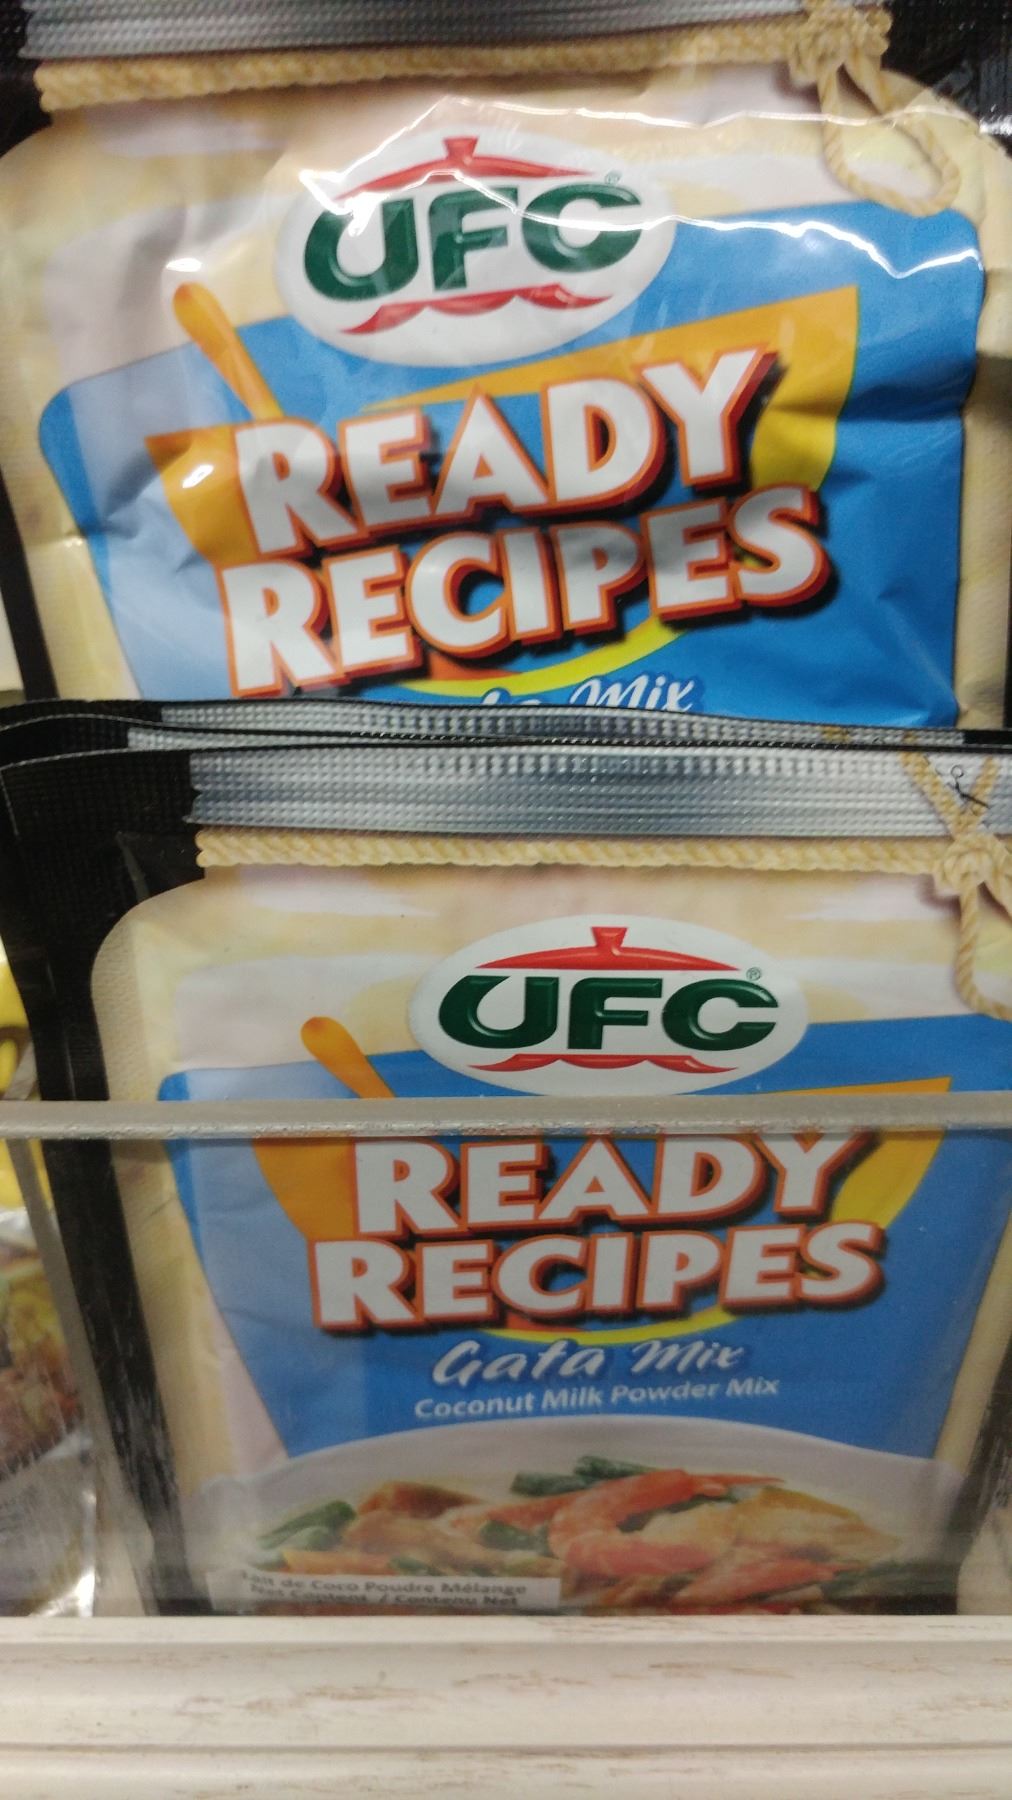 UFC®
READY
RECIPES
Mix
UFC®
READY
RECIPES
Gata Mix
Coconut Milk Powder Mix
Lait de Coco Poudre Mélange
Net Content / Contenu Net